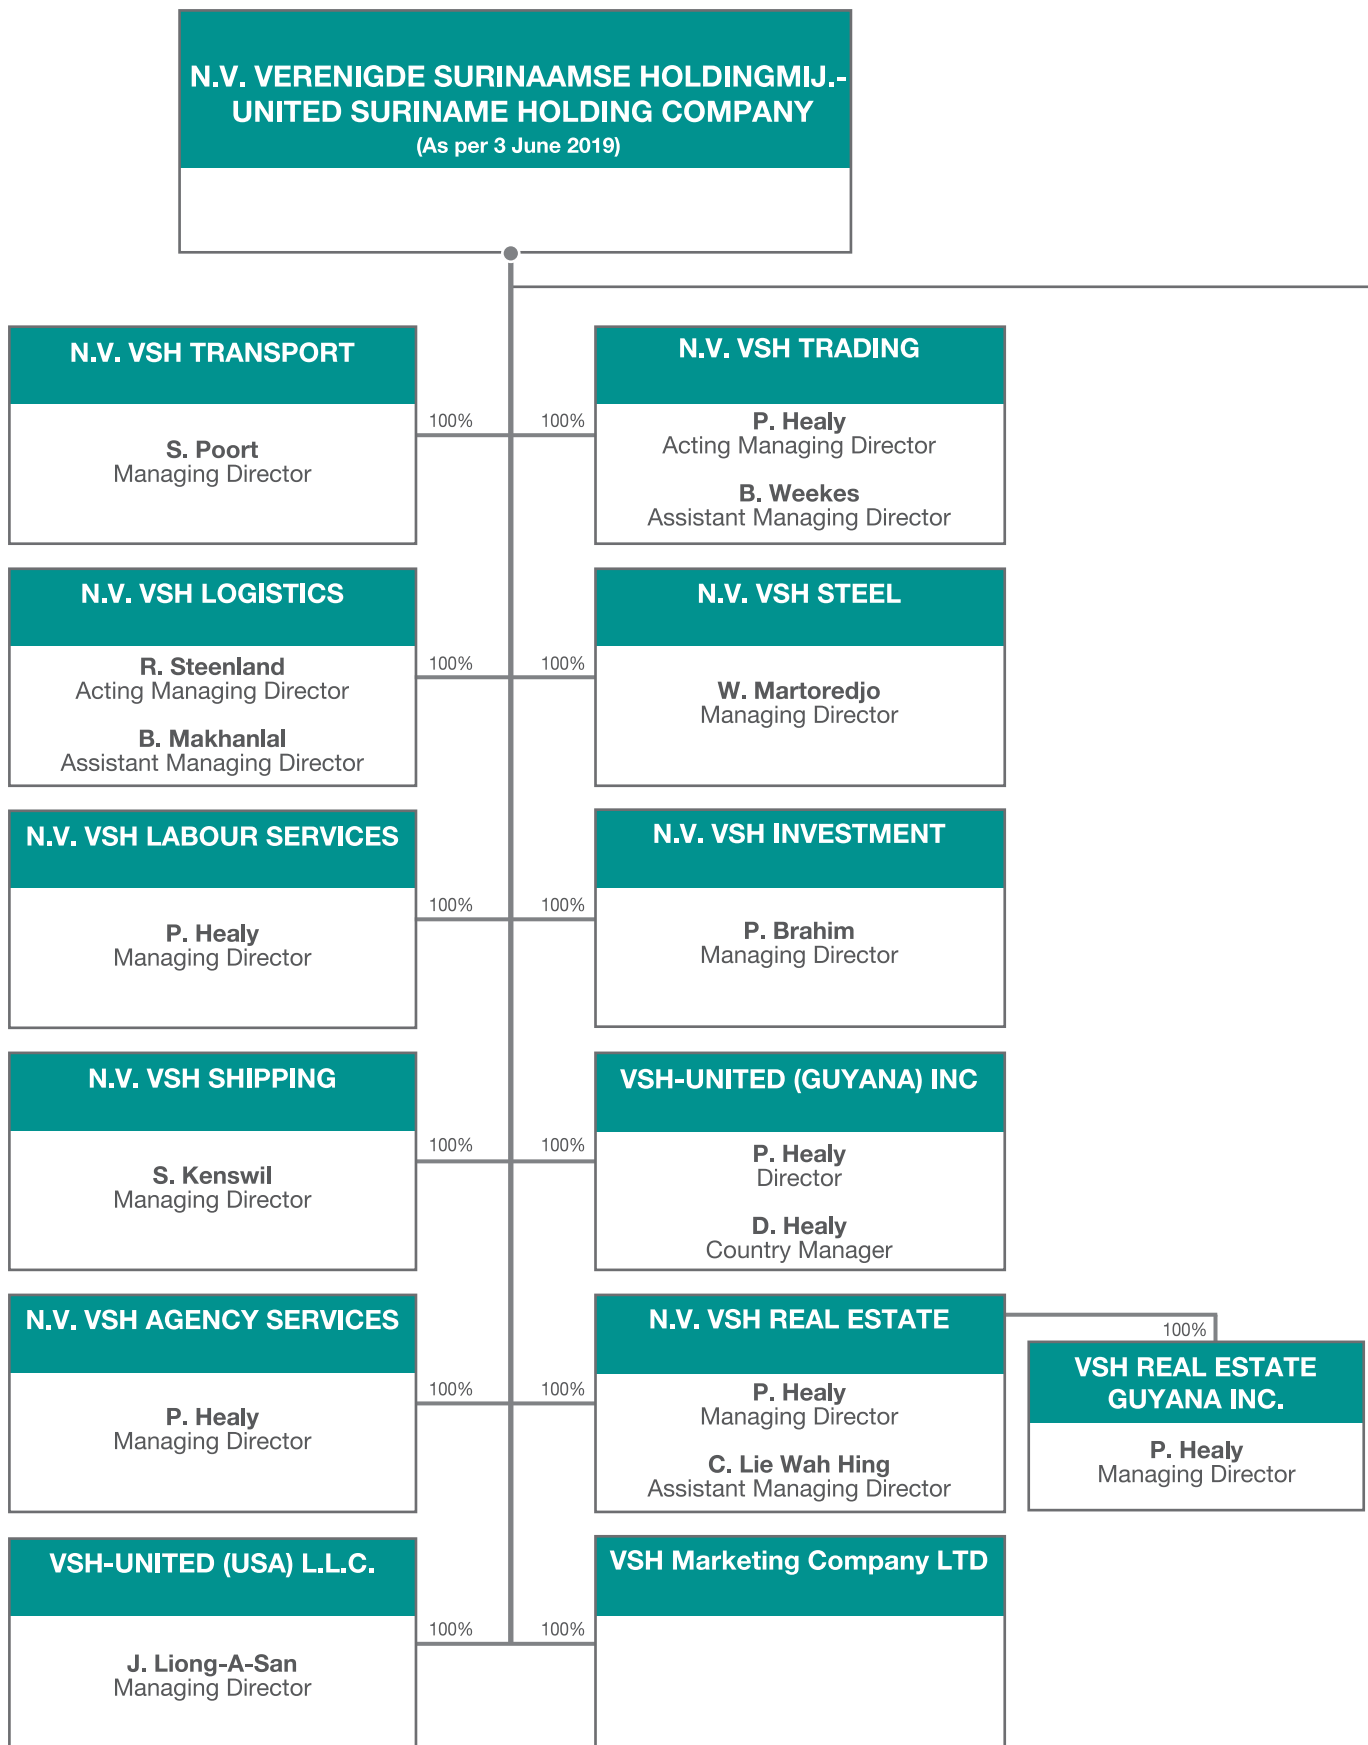 N.V. VERENIGDE SURINAAMSE HOLDINGMIJ.-
UNITED SURINAME HOLDING COMPANY
(As per 3 June 2019)
N.V. VSH TRANSPORT
S. Poort
Managing Director
100%
100%
N.V. VSH TRADING
P. Healy
Acting Managing Director
B. Weekes
Assistant Managing Director
N.V. VSH LOGISTICS
R. Steenland
Acting Managing Director
B. Makhanlal
Assistant Managing Director
100%
100%
N.V. VSH STEEL
W. Martoredjo
Managing Director
N.V. VSH LABOUR SERVICES
P. Healy
Managing Director
100%
100%
N.V. VSH INVESTMENT
P. Brahim
Managing Director
N.V. VSH SHIPPING
S. Kenswil
Managing Director
100%
100%
VSH-UNITED (GUYANA) INC
P. Healy
Director
D. Healy
Country Manager
N.V. VSH AGENCY SERVICES
P. Healy
Managing Director
100%
100%
N.V. VSH REAL ESTATE
P. Healy
Managing Director
C. Lie Wah Hing
Assistant Managing Director
100%
VSH REAL ESTATE
GUYANA INC.
P. Healy
Managing Director
VSH-UNITED (USA) L.L.C.
J. Liong-A-San
Managing Director
100%
100%
VSH Marketing Company LTD